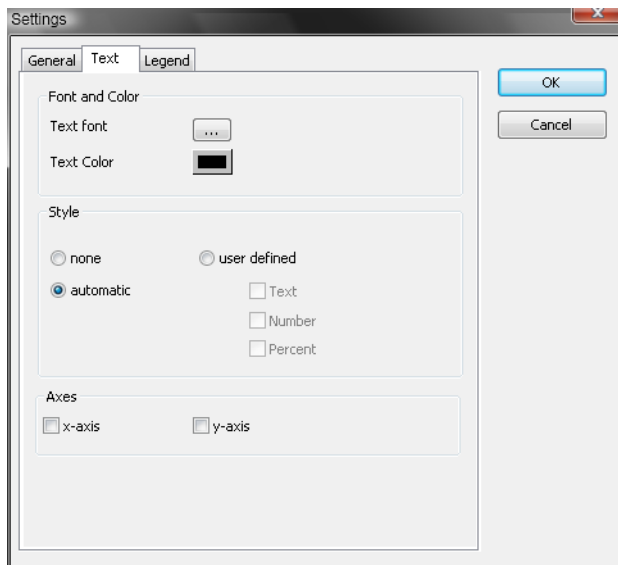 Settings
General Text Legend
OK
Cancel
Font and Color
Text font ...
Text Color
Style
none user defined
automatic Text
Number
Percent
Axes
x-axis y-axis